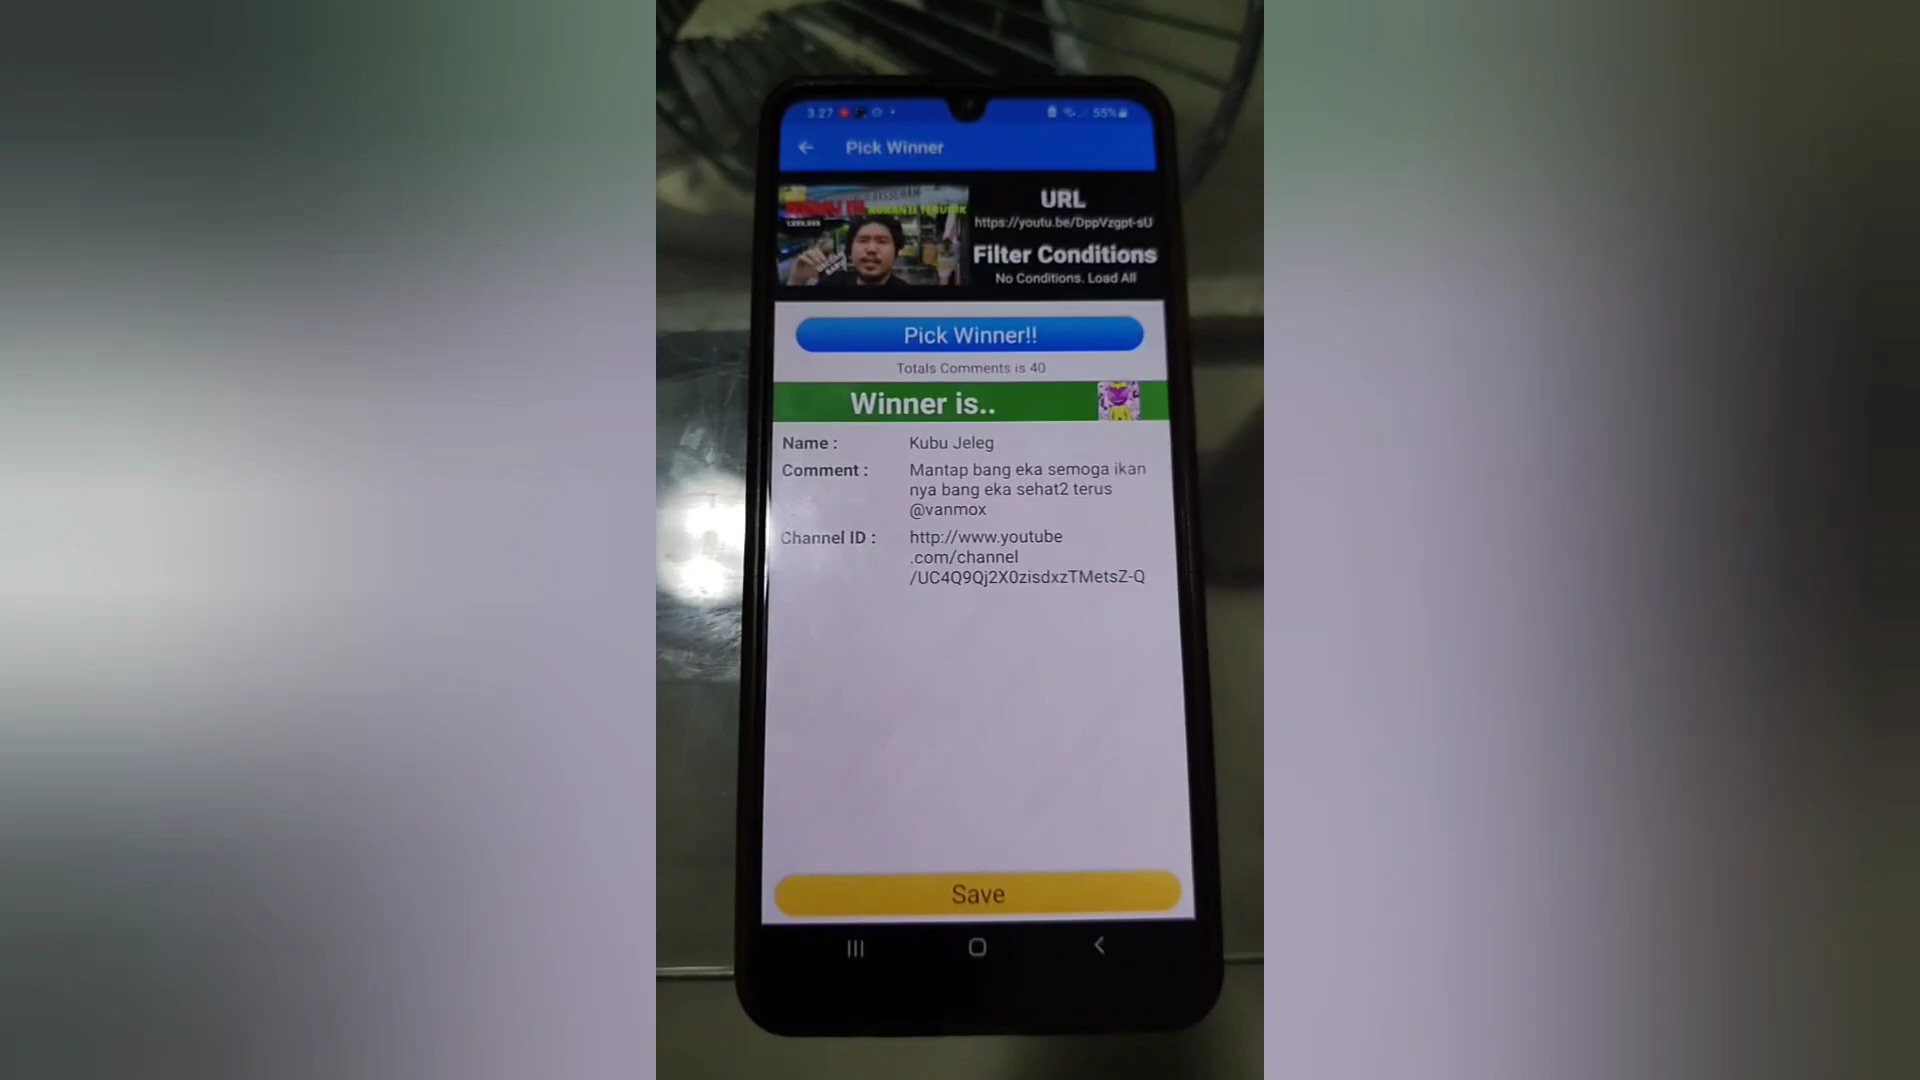 3.27
55%
Pick Winner
URL
https://youtu.be/DppVzgpt-sU
Filter Conditions
No Conditions. Load All
Pick Winner!!
Totals Comments is 40
Winner is..
Name : Kubu Jeleg
Comment : Mantap bang eka semoga ikan
nya bang eka sehat2 terus
@vanmox
Channel ID : http://www.youtube
.com/channel
/UC4Q9Qj2X0zisdxzTMetsZ-Q
Save